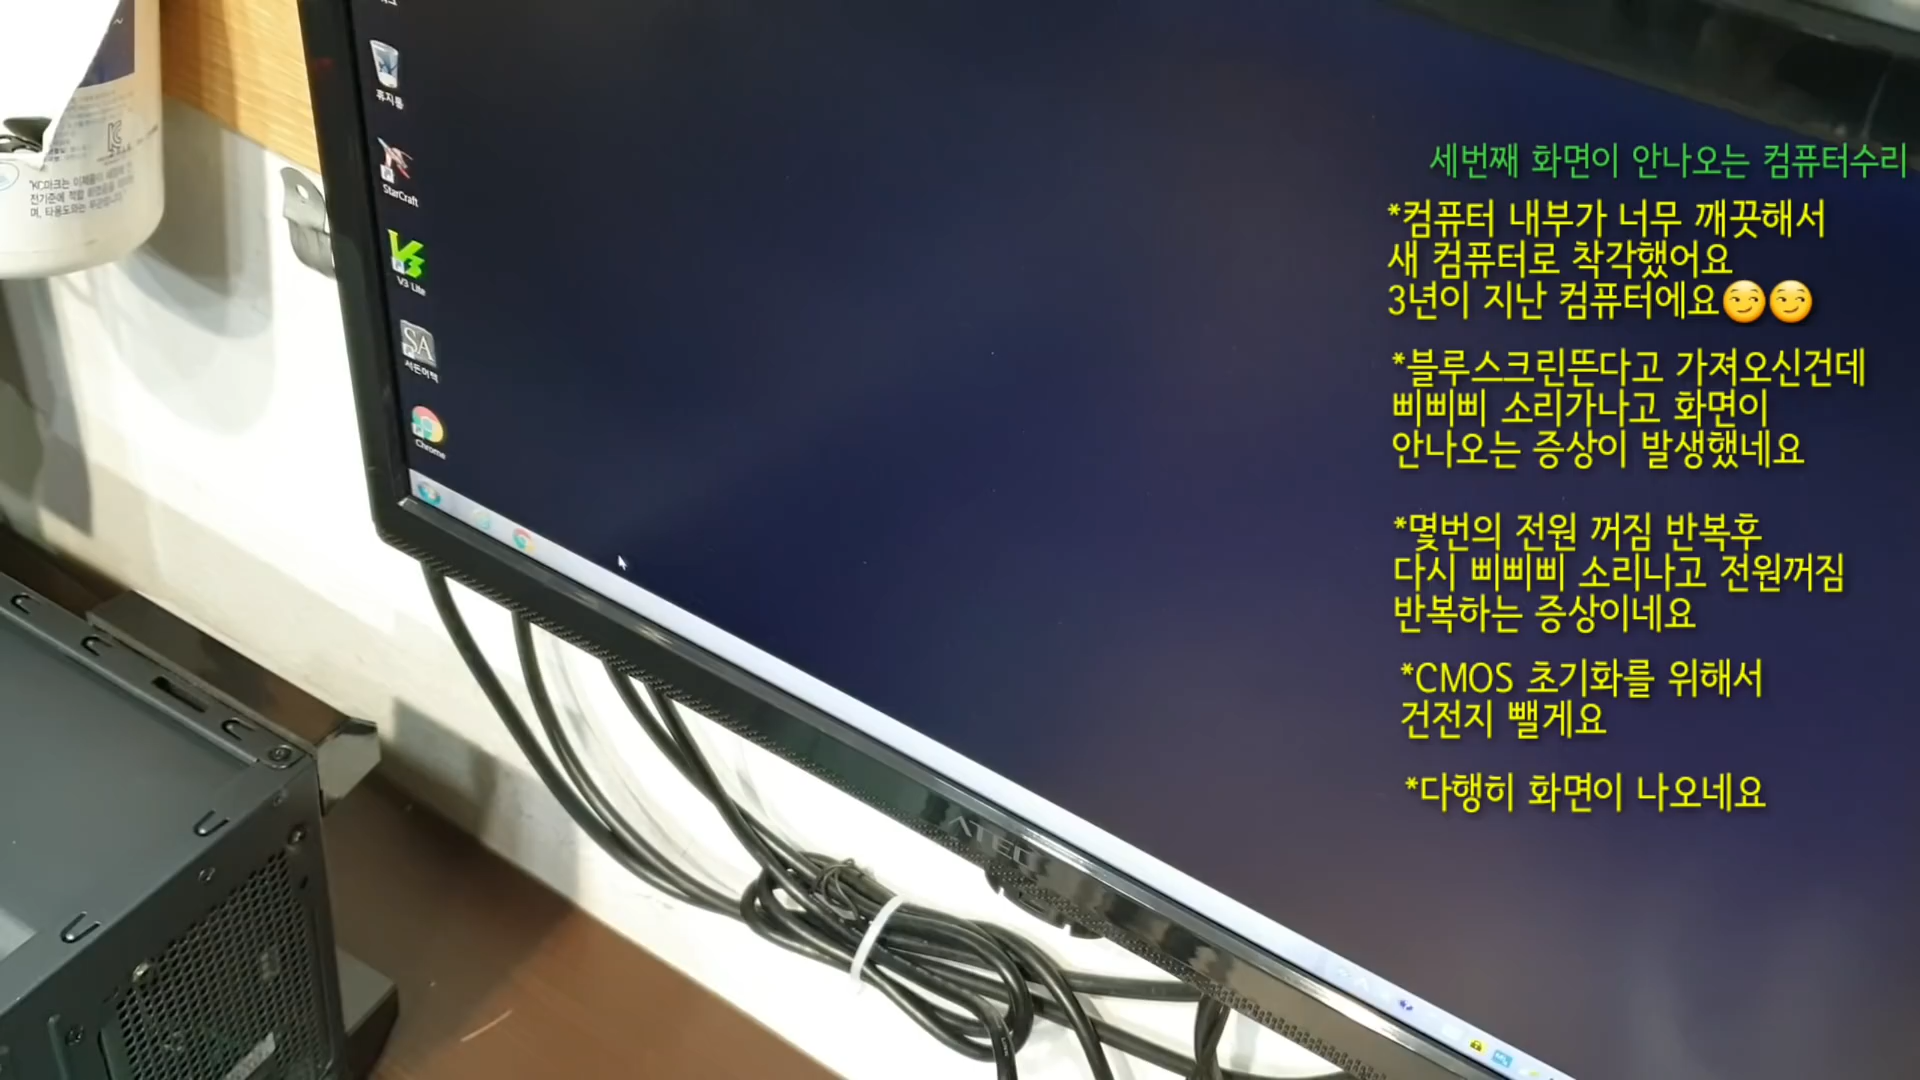 세번째 화면이 안나오는 컴퓨터수리
*컴퓨터 내부가 너무 깨끗해서
새 컴퓨터로 착각했어요
3년이 지난 컴퓨터에요😏😏
*블루스크린뜬다고 가져오신건데
삐삐삐 소리가나고 화면이
안나오는 증상이 발생했네요
*몇번의 전원 꺼짐 반복후
다시 삐삐삐 소리나고 전원꺼짐
반복하는 증상이네요
*CMOS 초기화를 위해서
건전지 뺄게요
*다행히 화면이 나오네요
휴지통
StarCraft
V3 Lite
SA
서든어택
Chrome